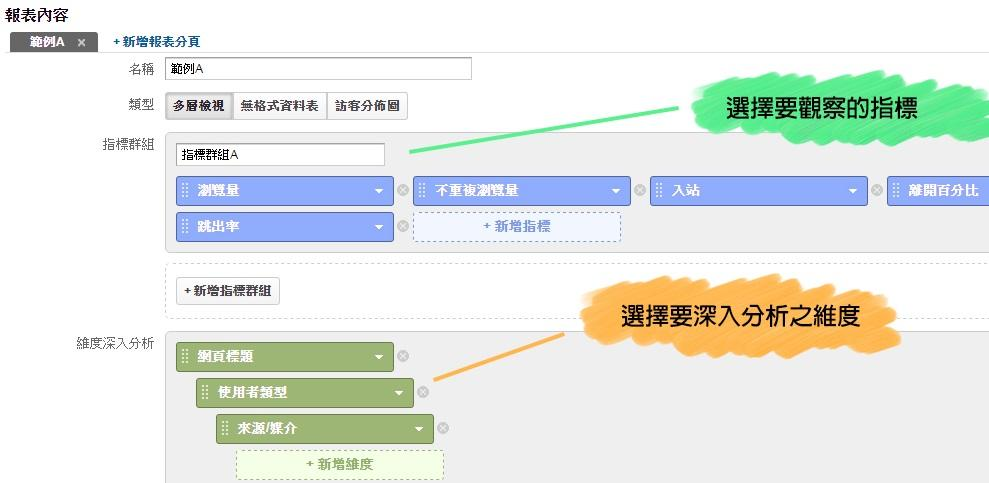 報表內容
範例A ×
+新增報表分頁
名稱 範例A
類型 多層檢視 無格式資料表 訪客分佈圖
選擇要觀察的指標
指標群組 指標群組A
瀏覽量 不重複瀏覽量 入站 離開百分比
跳出率 + 新增指標
+新增指標群組
選擇要深入分析之維度
維度深入分析 網頁標題
使用者類型
來源/媒介
+ 新增維度